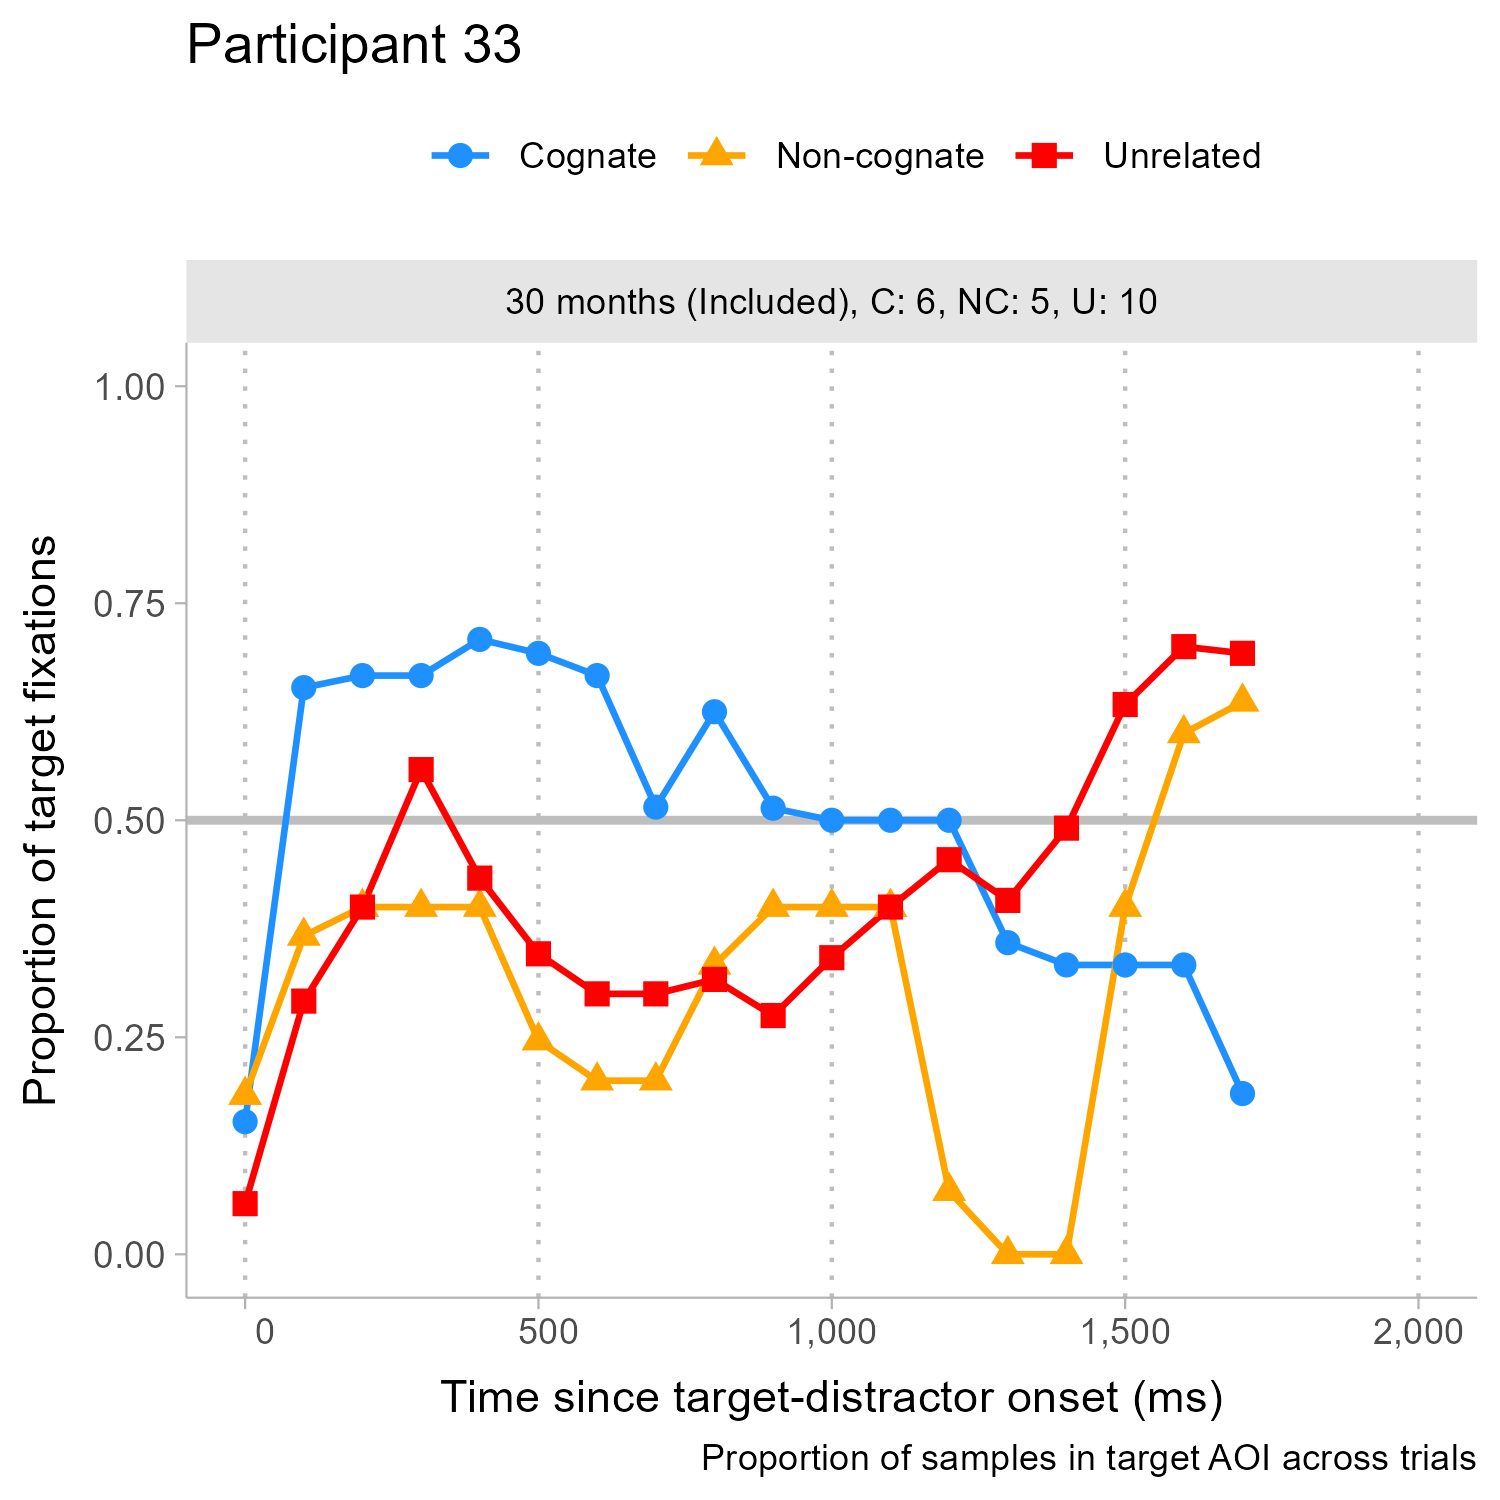 Participant 33
Cognate Non-cognate Unrelated
30 months (Included), C: 6, NC: 5, U: 10
1.00
0.75
0.50
0.25
0.00
Proportion of target fixations
0 500 1,000 1,500 2,000
Time since target-distractor onset (ms)
Proportion of samples in target AOI across trials